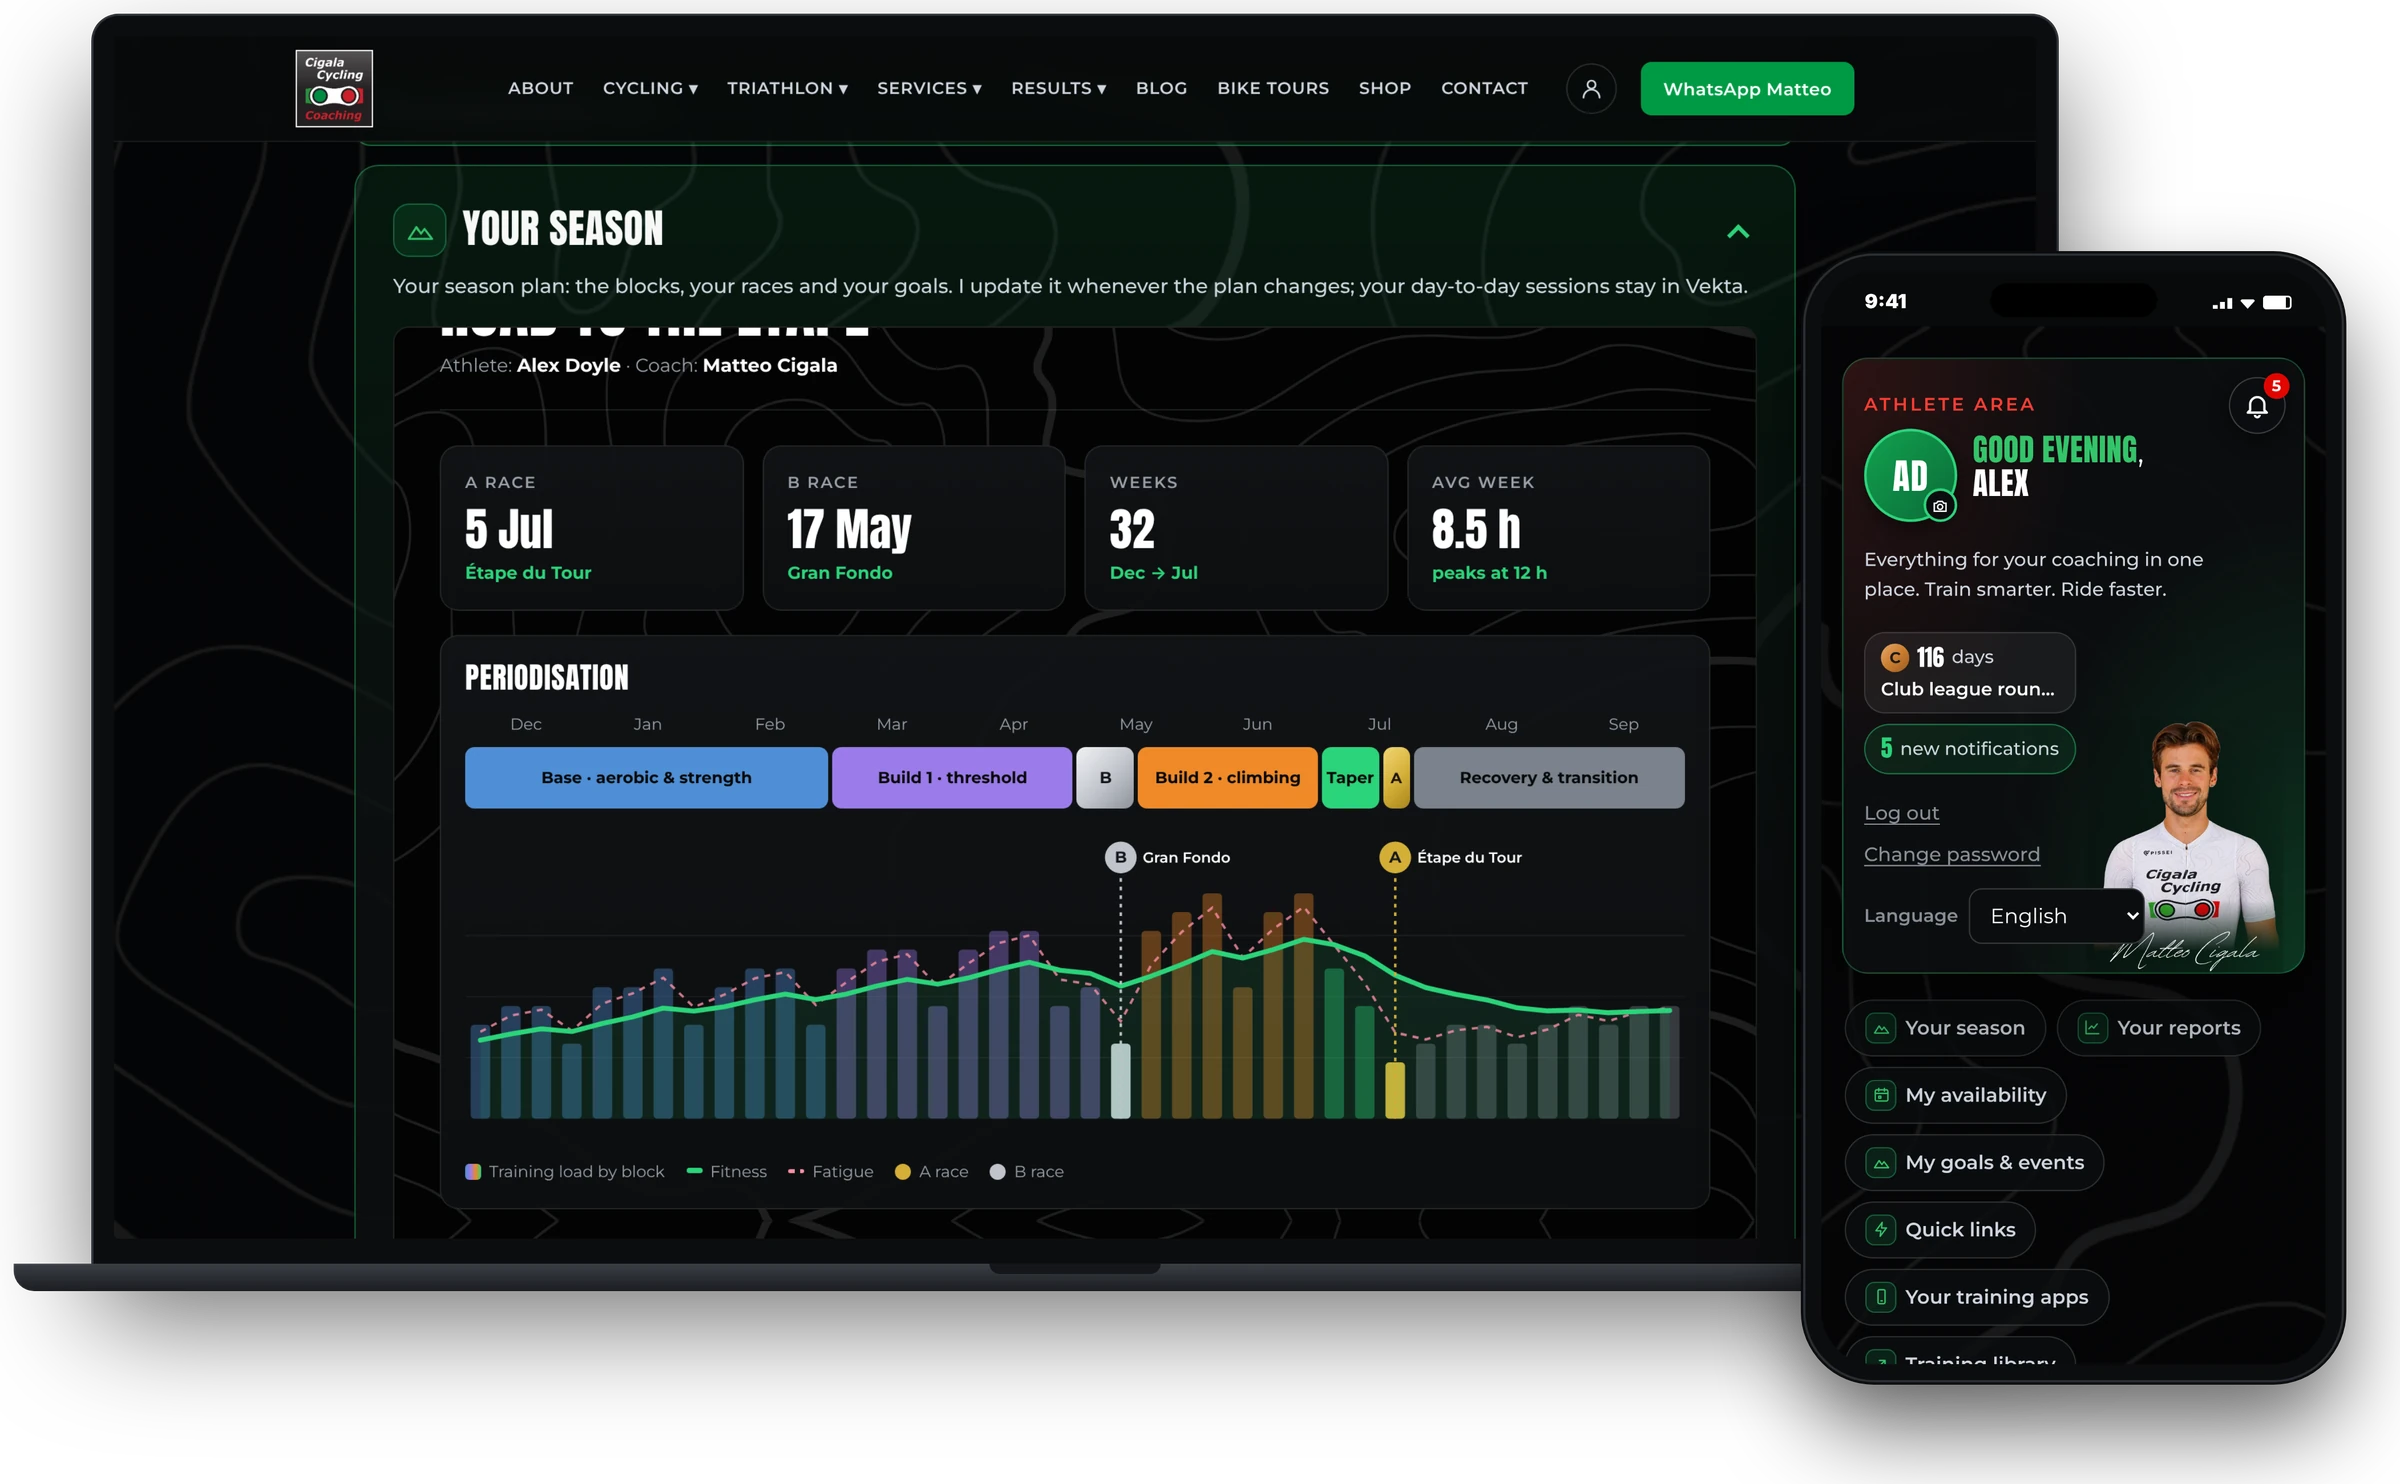 Cigala
Cycling
Coaching
ABOUT CYCLING ▾ TRIATHLON ▾ SERVICES ▾ RESULTS ▾ BLOG BIKE TOURS SHOP CONTACT WhatsApp Matteo
YOUR SEASON
Your season plan: the blocks, your races and your goals. I update it whenever the plan changes; your day-to-day sessions stay in Vekta.
ROAD TO THE ETAPE
Athlete: Alex Doyle · Coach: Matteo Cigala
A RACE
5 Jul
Étape du Tour
B RACE
17 May
Gran Fondo
WEEKS
32
Dec → Jul
AVG WEEK
8.5 h
peaks at 12 h
PERIODISATION
Dec Jan Feb Mar Apr May Jun Jul Aug Sep
Base · aerobic & strength Build 1 · threshold B Build 2 · climbing Taper A Recovery & transition
B Gran Fondo A Étape du Tour
Training load by block Fitness Fatigue A race B race
9:41
ATHLETE AREA
5
AD
GOOD EVENING,
ALEX
Everything for your coaching in one
place. Train smarter. Ride faster.
C 116 days
Club league roun...
5 new notifications
Log out
Change password
Language English
PISSEI
Cigala
Cycling
Matteo Cigala
Your season Your reports
My availability
My goals & events
Quick links
Your training apps
Training library